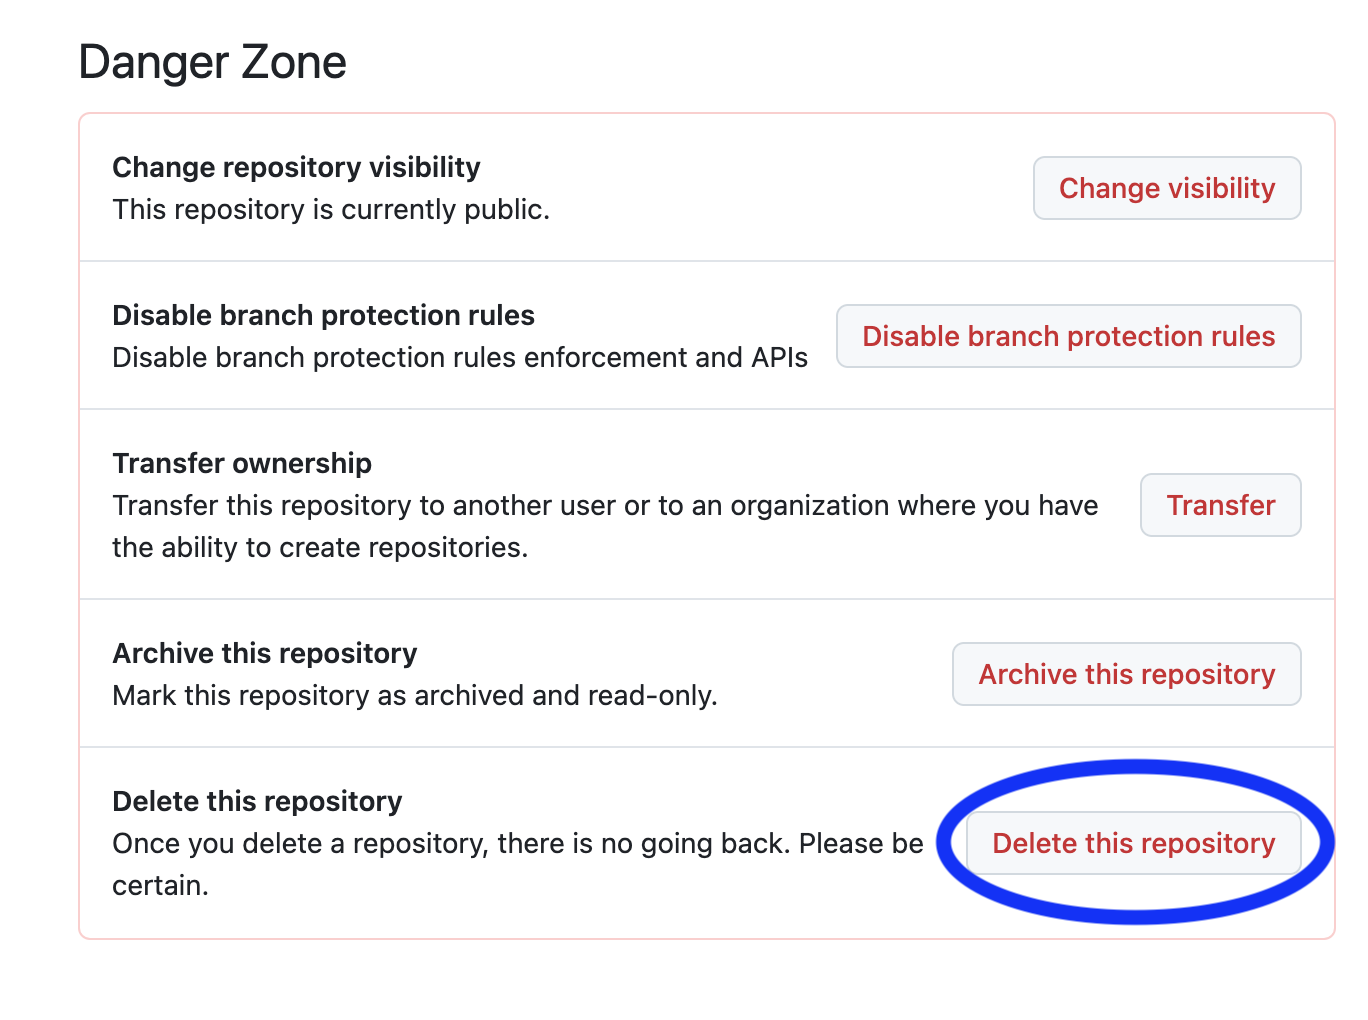 Danger Zone
Change repository visibility
This repository is currently public.
Change visibility
Disable branch protection rules
Disable branch protection rules enforcement and APIs
Disable branch protection rules
Transfer ownership
Transfer this repository to another user or to an organization where you have
the ability to create repositories.
Transfer
Archive this repository
Mark this repository as archived and read-only.
Archive this repository
Delete this repository
Once you delete a repository, there is no going back. Please be
certain.
Delete this repository